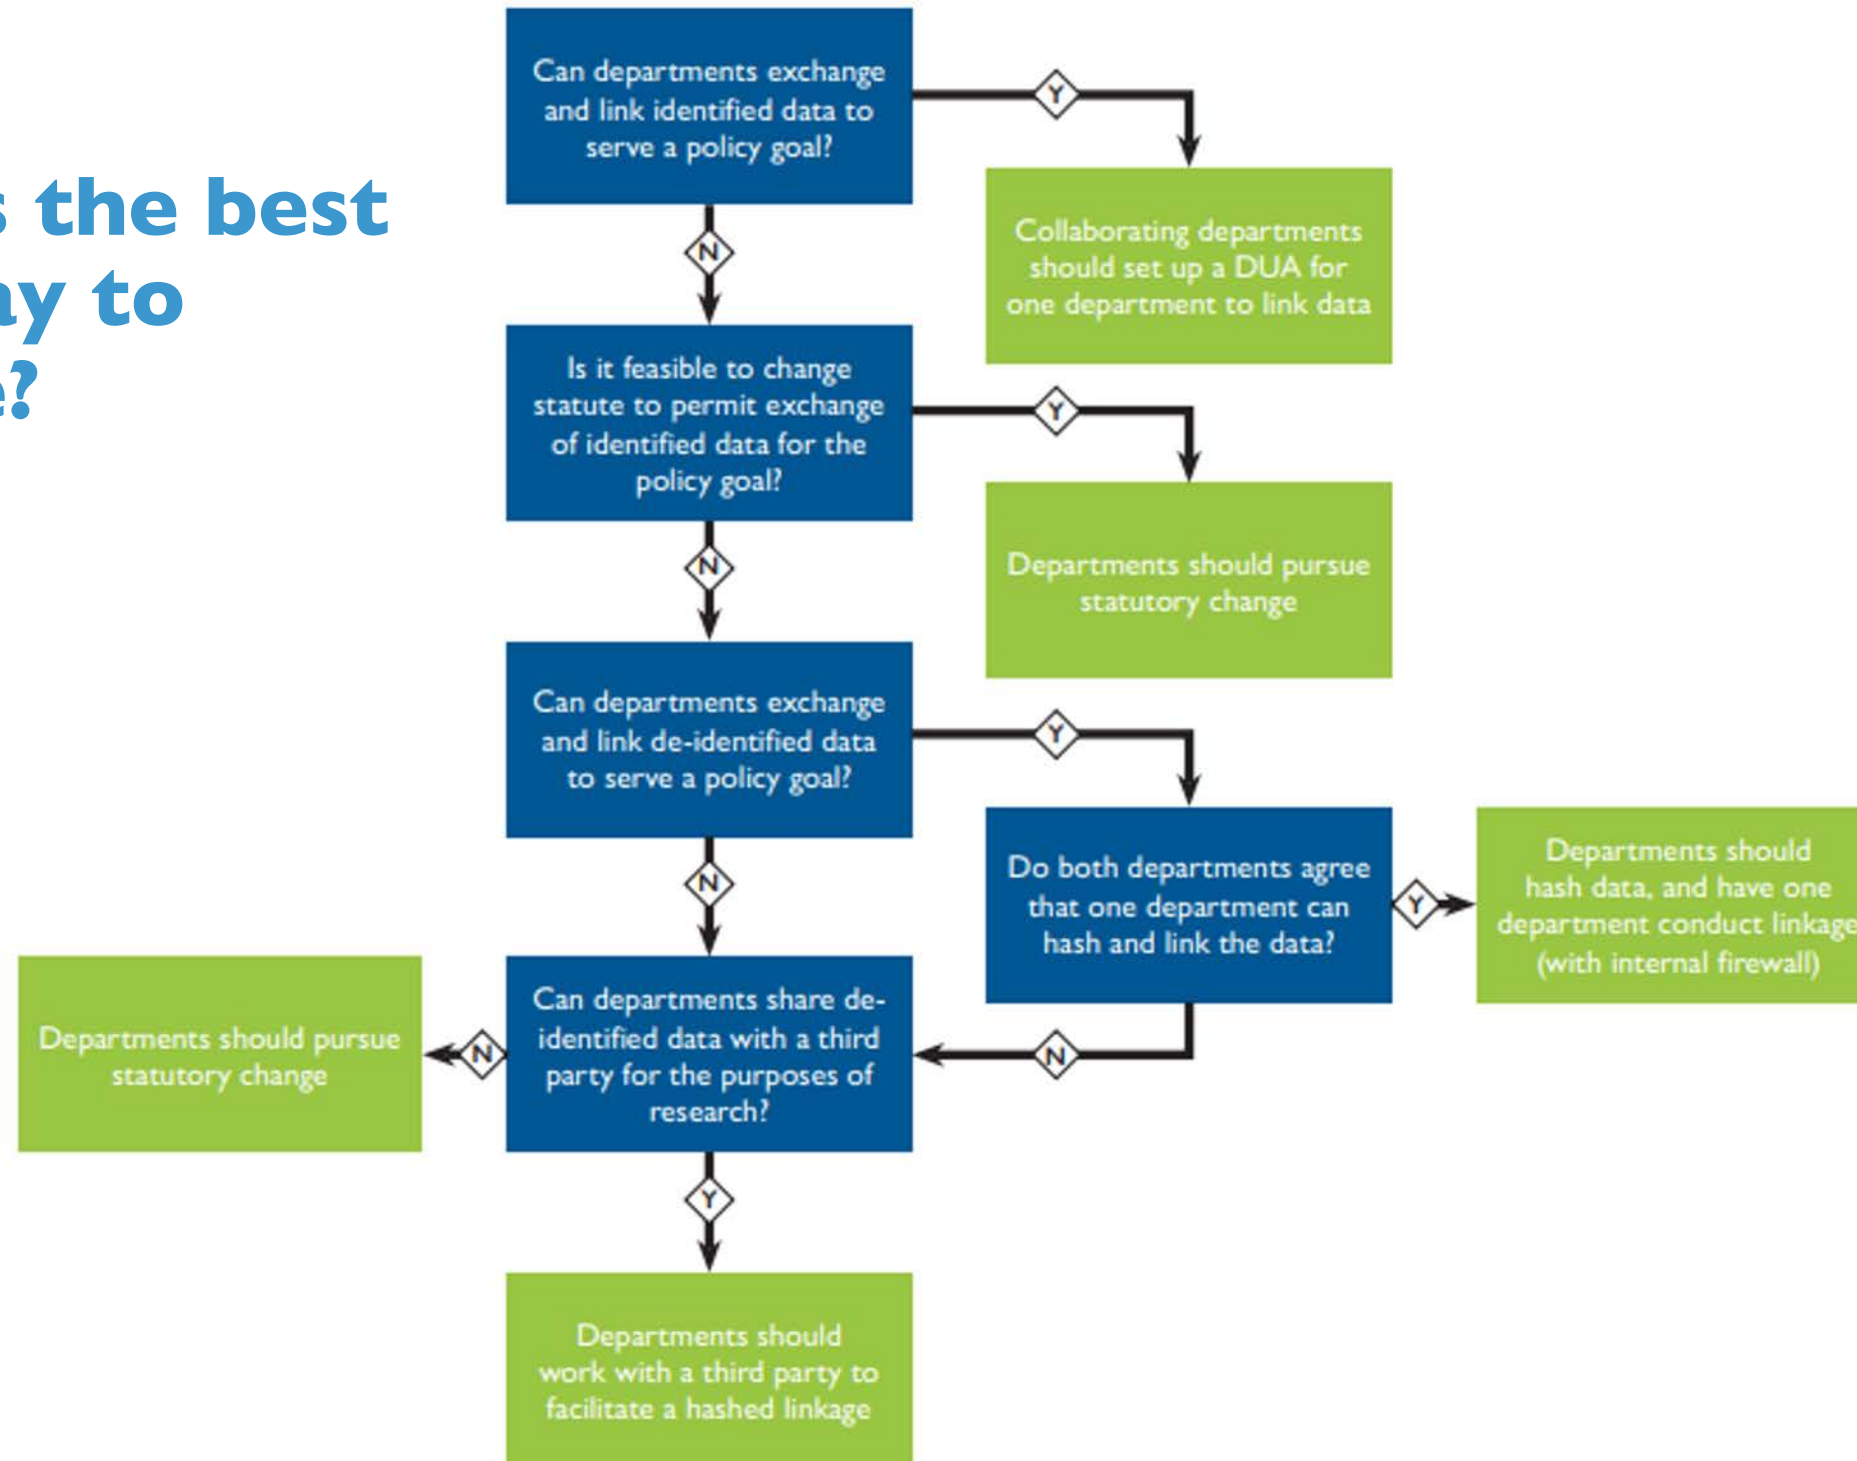 s the best
ay to
e?
Can departments exchange
and link identified data to
serve a policy goal?
Y
N
Collaborating departments
should set up a DUA for
one department to link data
Is it feasible to change
statute to permit exchange
of identified data for the
policy goal?
Y
N
Departments should pursue
statutory change
Can departments exchange
and link de-identified data
to serve a policy goal?
Y
N
Do both departments agree
that one department can
hash and link the data?
Y
N
Departments should
hash data, and have one
department conduct linkage
(with internal firewall)
Can departments share de-
identified data with a third
party for the purposes of
research?
N
Y
Departments should pursue
statutory change
Departments should
work with a third party to
facilitate a hashed linkage